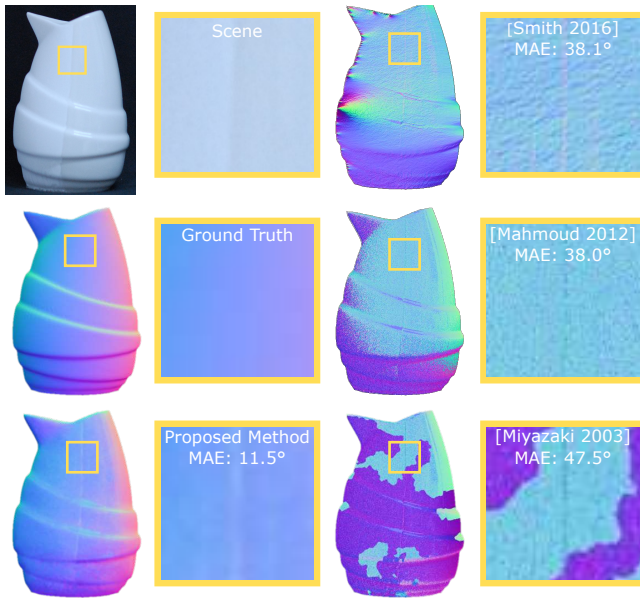 Scene
[Smith 2016]
MAE: 38.1°
Ground Truth
[Mahmoud 2012]
MAE: 38.0°
Proposed Method
MAE: 11.5°
[Miyazaki 2003]
MAE: 47.5°